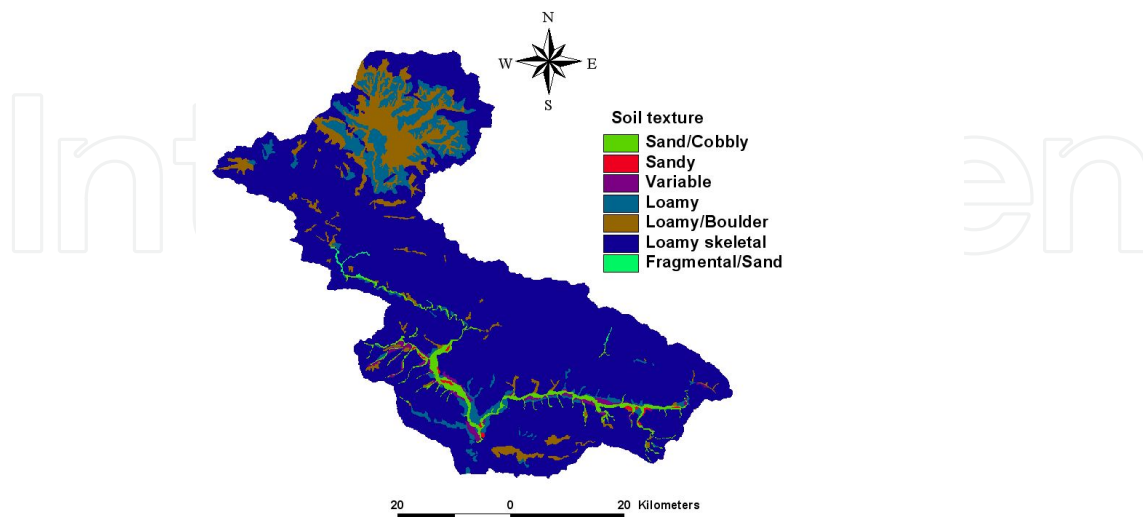 N
W E
S
Soil texture
Sand/Cobbly
Sandy
Variable
Loamy
Loamy/Boulder
Loamy skeletal
Fragmental/Sand
20 0 20 Kilometers